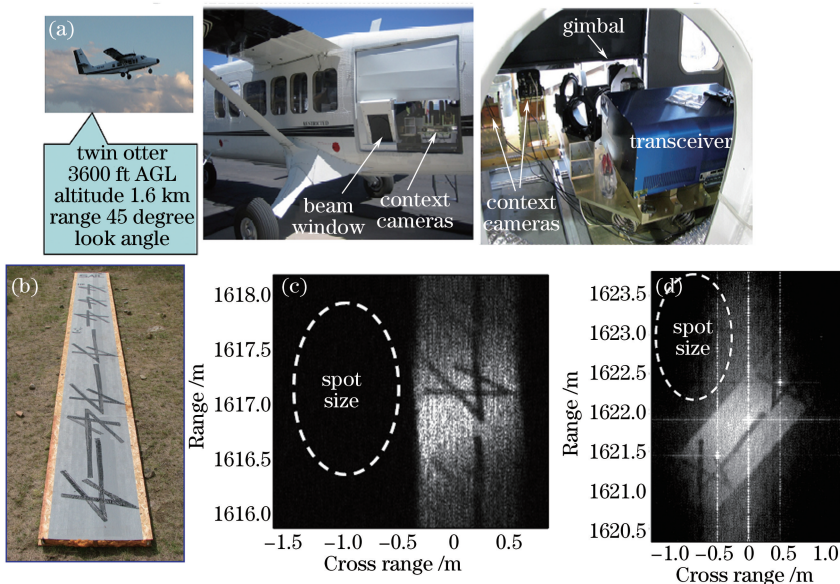 (a)
twin otter
3600 ft AGL
altitude 1.6 km
range 45 degree
look angle
beam
window
context
cameras
gimbal
transceiver
context
cameras
(b)
(c)
Range /m
1618.0
1617.5
1617.0
1616.5
1616.0
spot
size
−1.5 −1.0 −0.5 0 0.5
Cross range /m
(d)
Range /m
1623.5
1623.0
1622.5
1622.0
1621.5
1621.0
1620.5
spot
size
−1.0 −0.5 0 0.5 1.0
Cross range /m